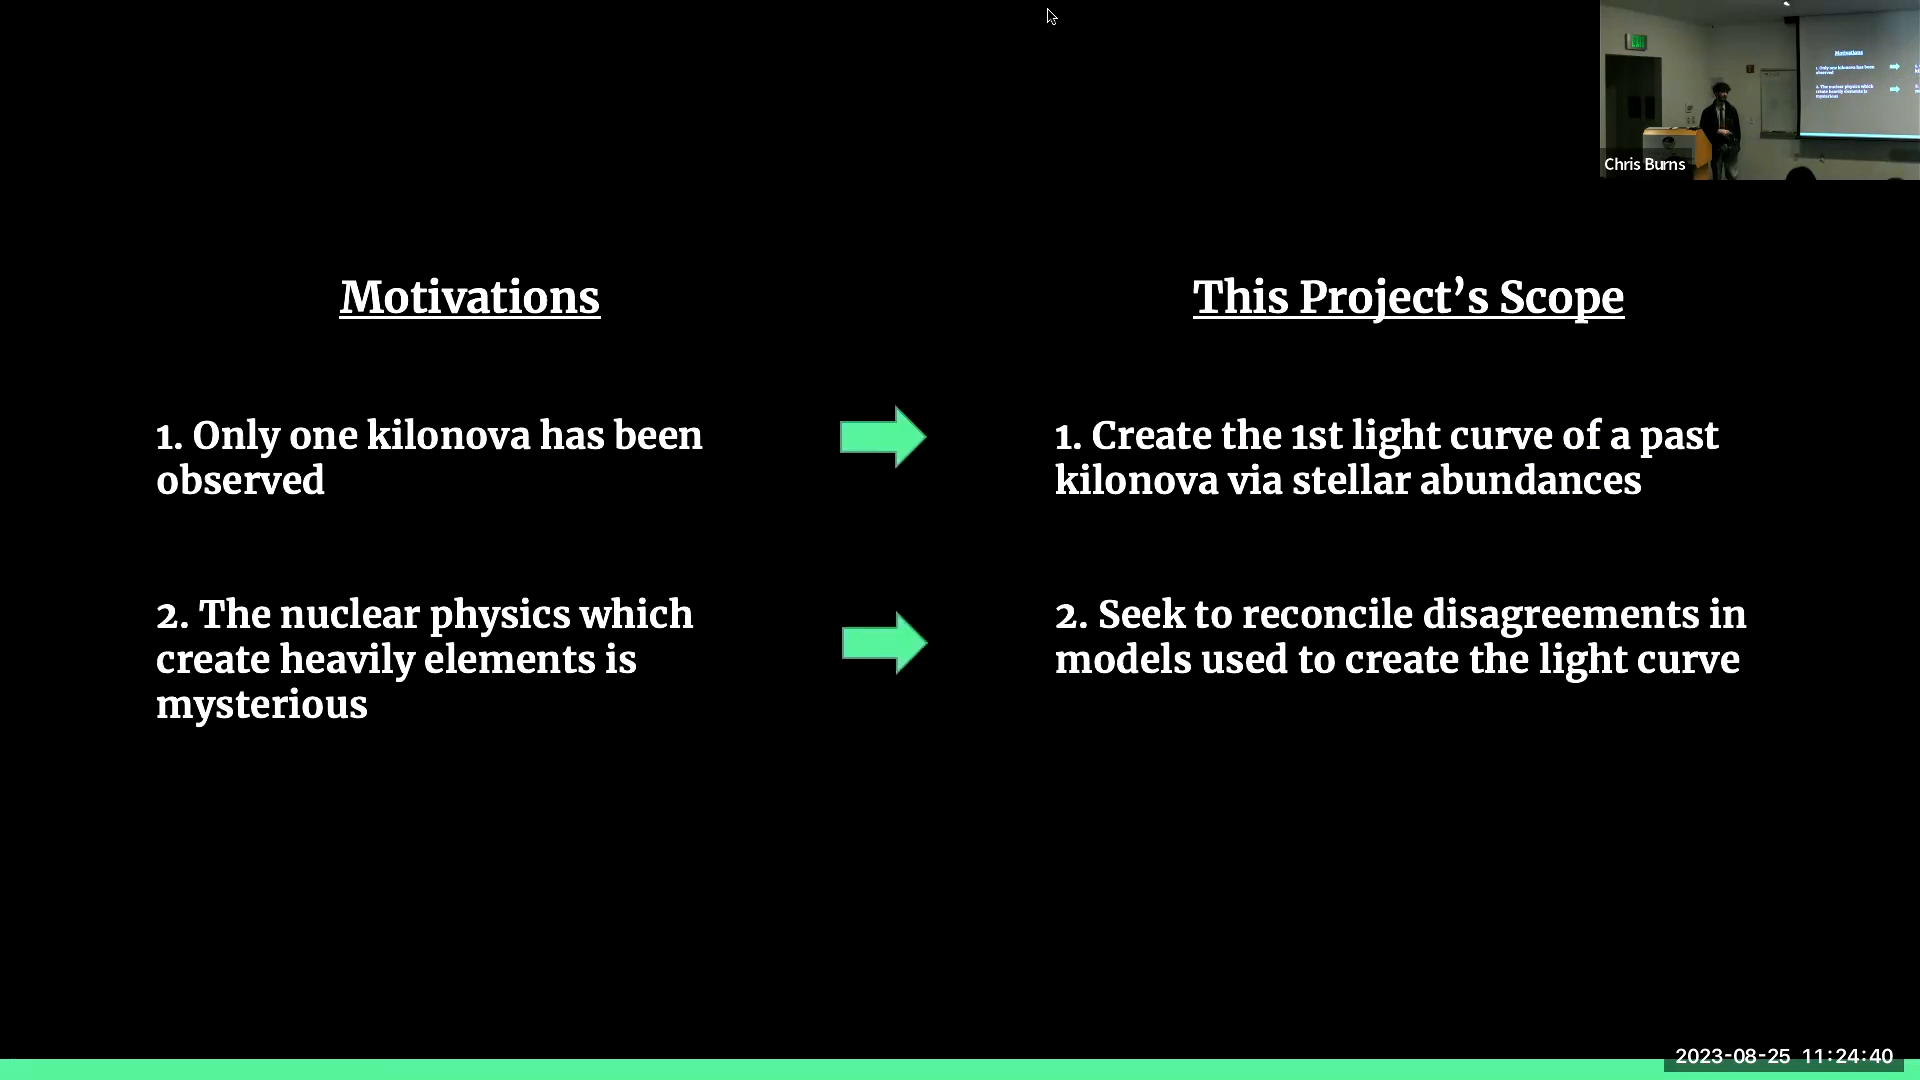 Chris Burns
Motivations
This Project's Scope
1. Only one kilonova has been
observed
1. Create the 1st light curve of a past
kilonova via stellar abundances
2. The nuclear physics which
create heavily elements is
mysterious
2. Seek to reconcile disagreements in
models used to create the light curve
2023-08-25 11:24:40